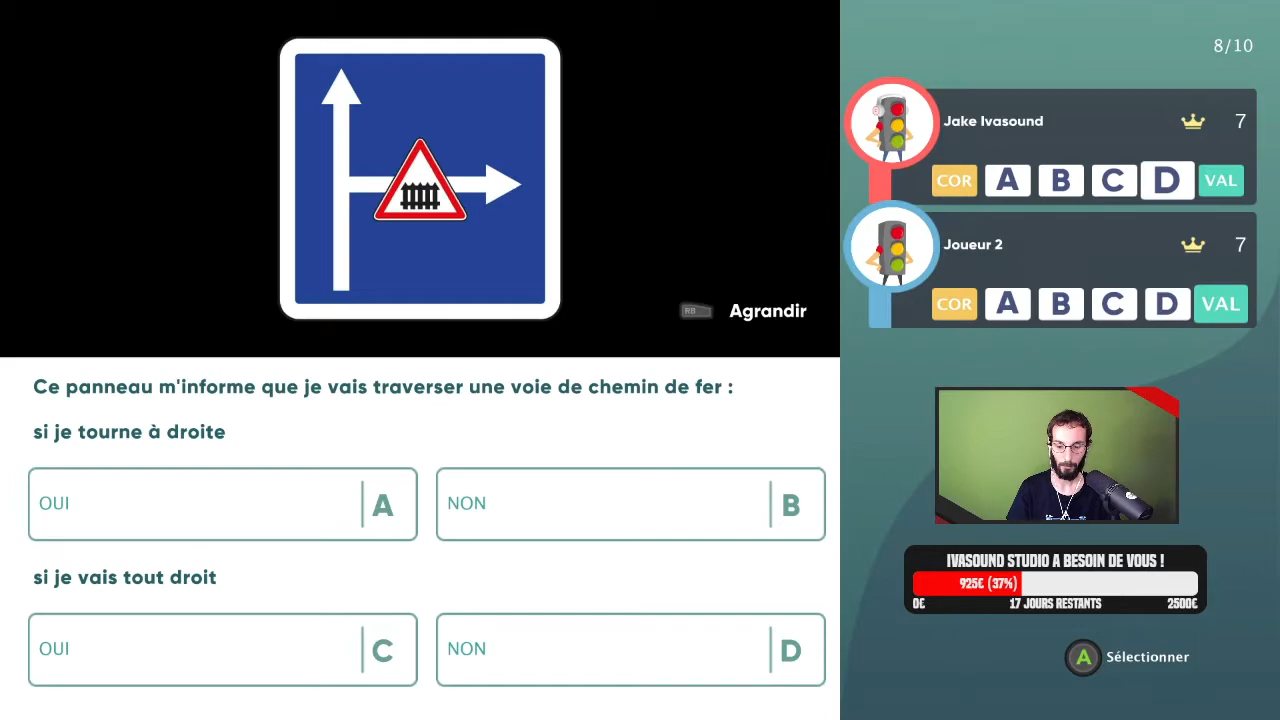 8/10
Jake Ivasound 7
COR A B C D VAL
Joueur 2 7
COR A B C D VAL
RB Agrandir
Ce panneau m'informe que je vais traverser une voie de chemin de fer :
si je tourne à droite
OUI A
NON B
si je vais tout droit
OUI C
NON D
IVASOUND STUDIO A BESOIN DE VOUS !
925€ (37%)
0€ 17 JOURS RESTANTS 2500€
A Sélectionner